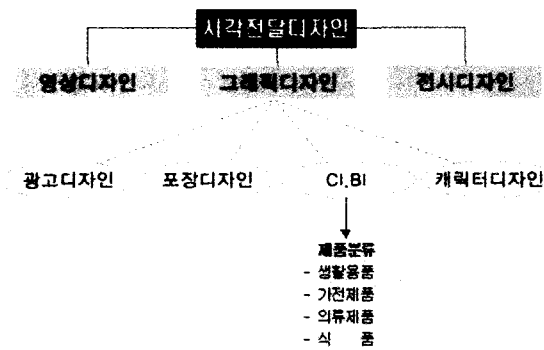 시각전달디자인
영상디자인 그래픽디자인 전시디자인
광고디자인 포장디자인 CI,BI 캐릭터디자인
제품분류
- 생활용품
- 가전제품
- 의류제품
- 식 품